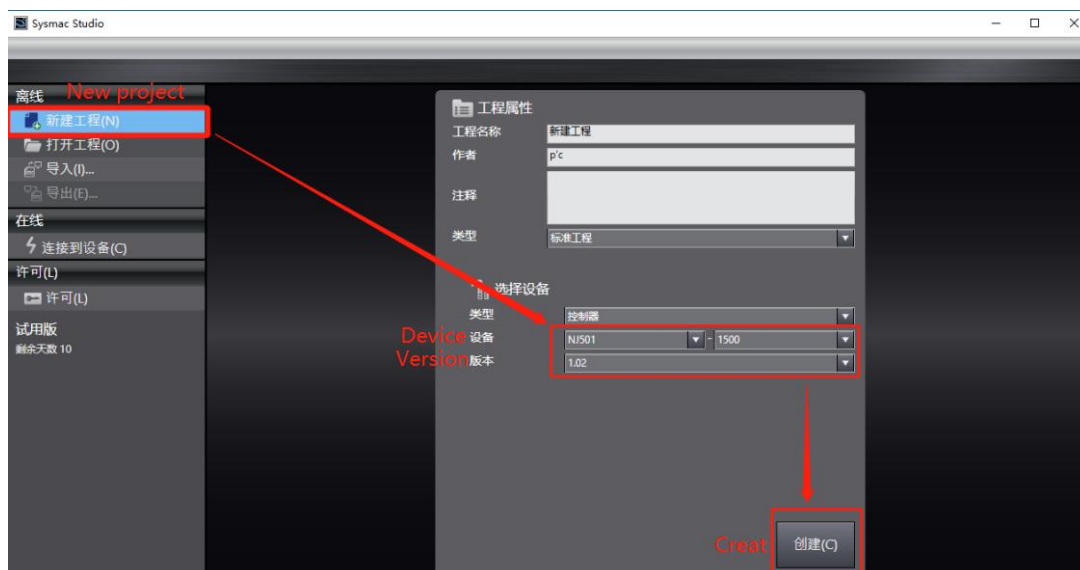 Sysmac Studio
离线
New project
新建工程(N)
打开工程(O)
导入(I)...
导出(E)...
在线
连接到设备(C)
许可(L)
许可(L)
试用版
剩余天数 10
工程属性
工程名称 新建工程
作者 p'c
注释
类型 标准工程
选择设备
类型 控制器
Device 设备 NJ501 - 1500
Version 版本 1.02
Creat 创建(C)